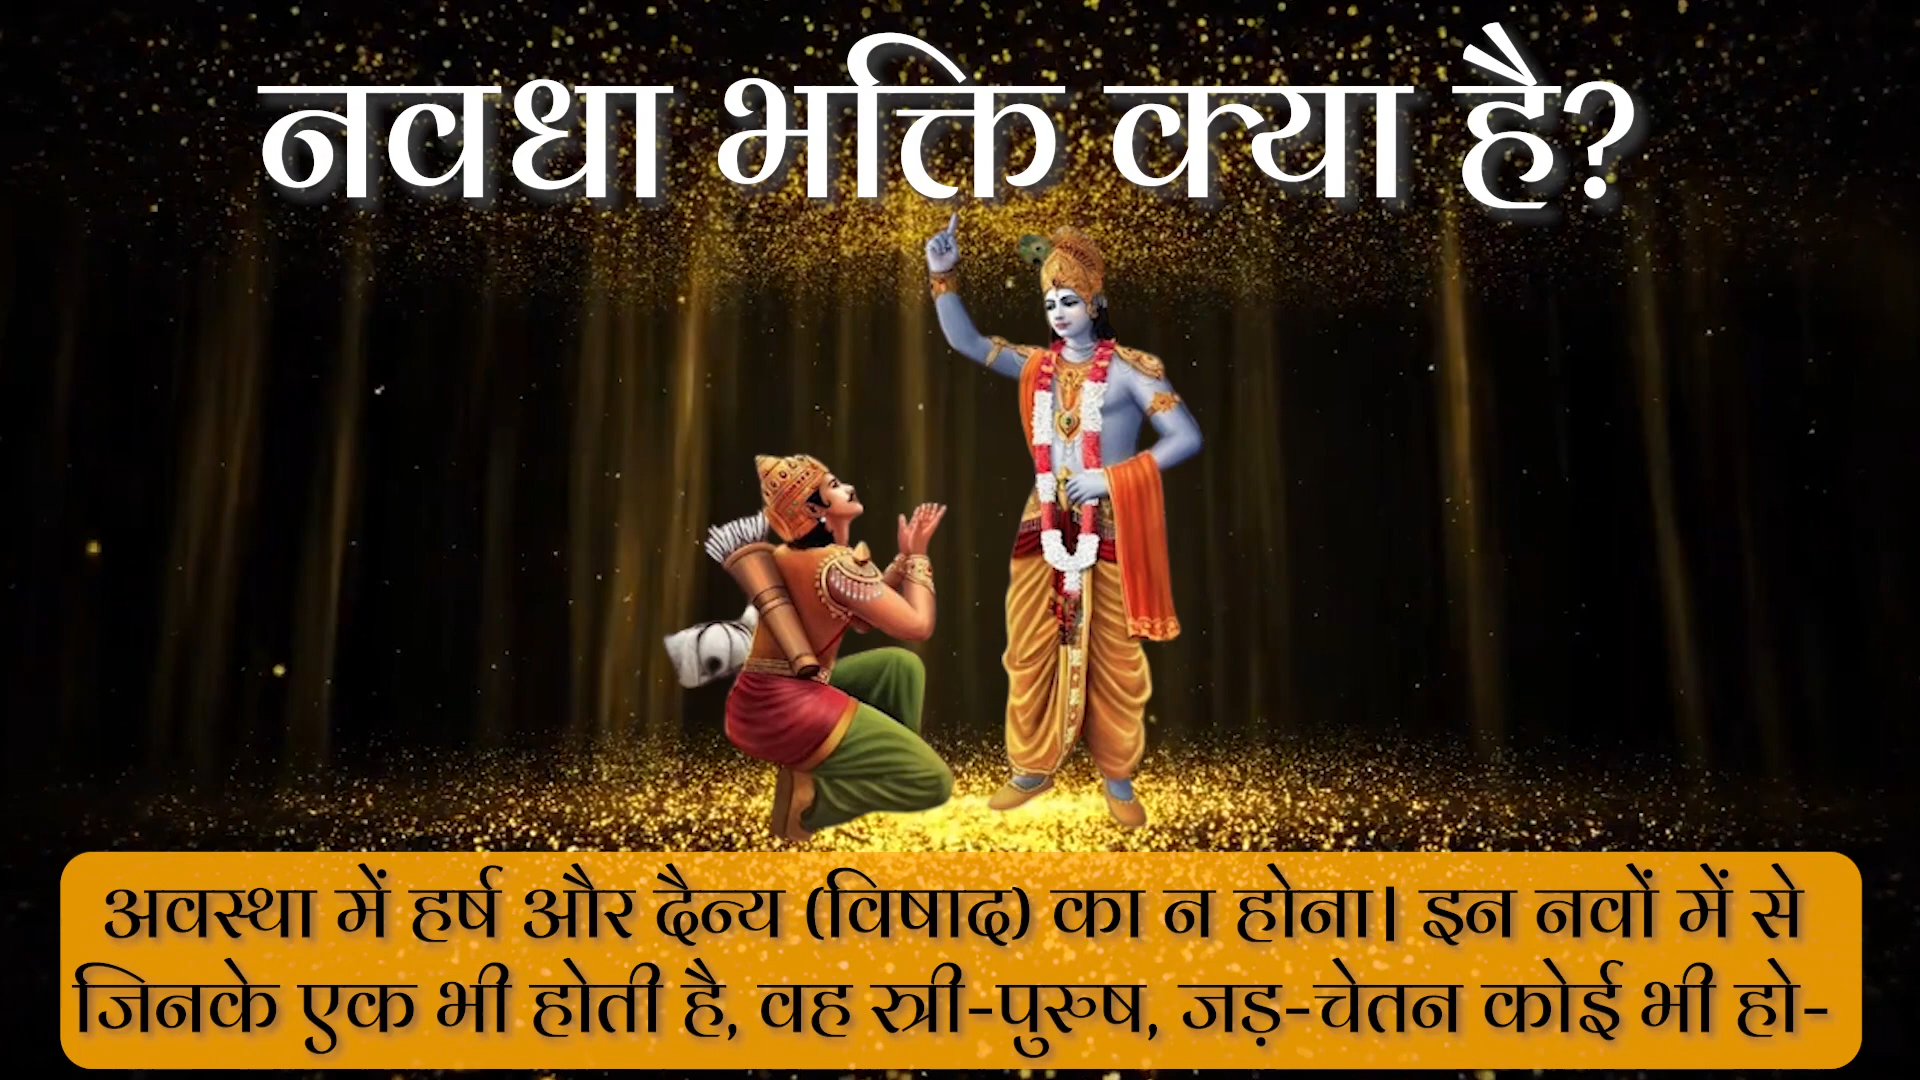 नवधा भक्ति क्या है?
अवस्था में हर्ष और दैन्य (विषाद) का न होना। इन नवों में से
जिनके एक भी होती है, वह स्त्री-पुरुष, जड़-चेतन कोई भी हो-